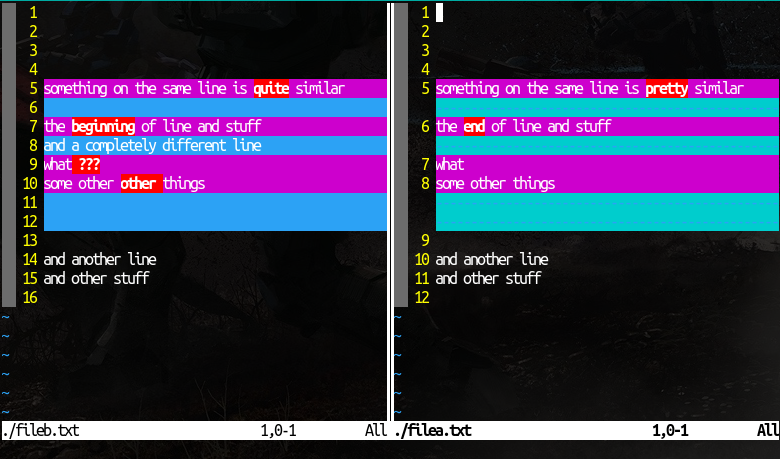 1
2
3
4
5 something on the same line is quite similar
6
7 the beginning of line and stuff
8 and a completely different line
9 what ???
10 some other other things
11
12
13
14 and another line
15 and other stuff
16
~
~
~
~
~
~
./fileb.txt 1,0-1 All
1
2
3
4
5 something on the same line is pretty similar
6 the end of line and stuff
7 what
8 some other things
9
10 and another line
11 and other stuff
12
~
~
~
~
~
~
./filea.txt 1,0-1 All